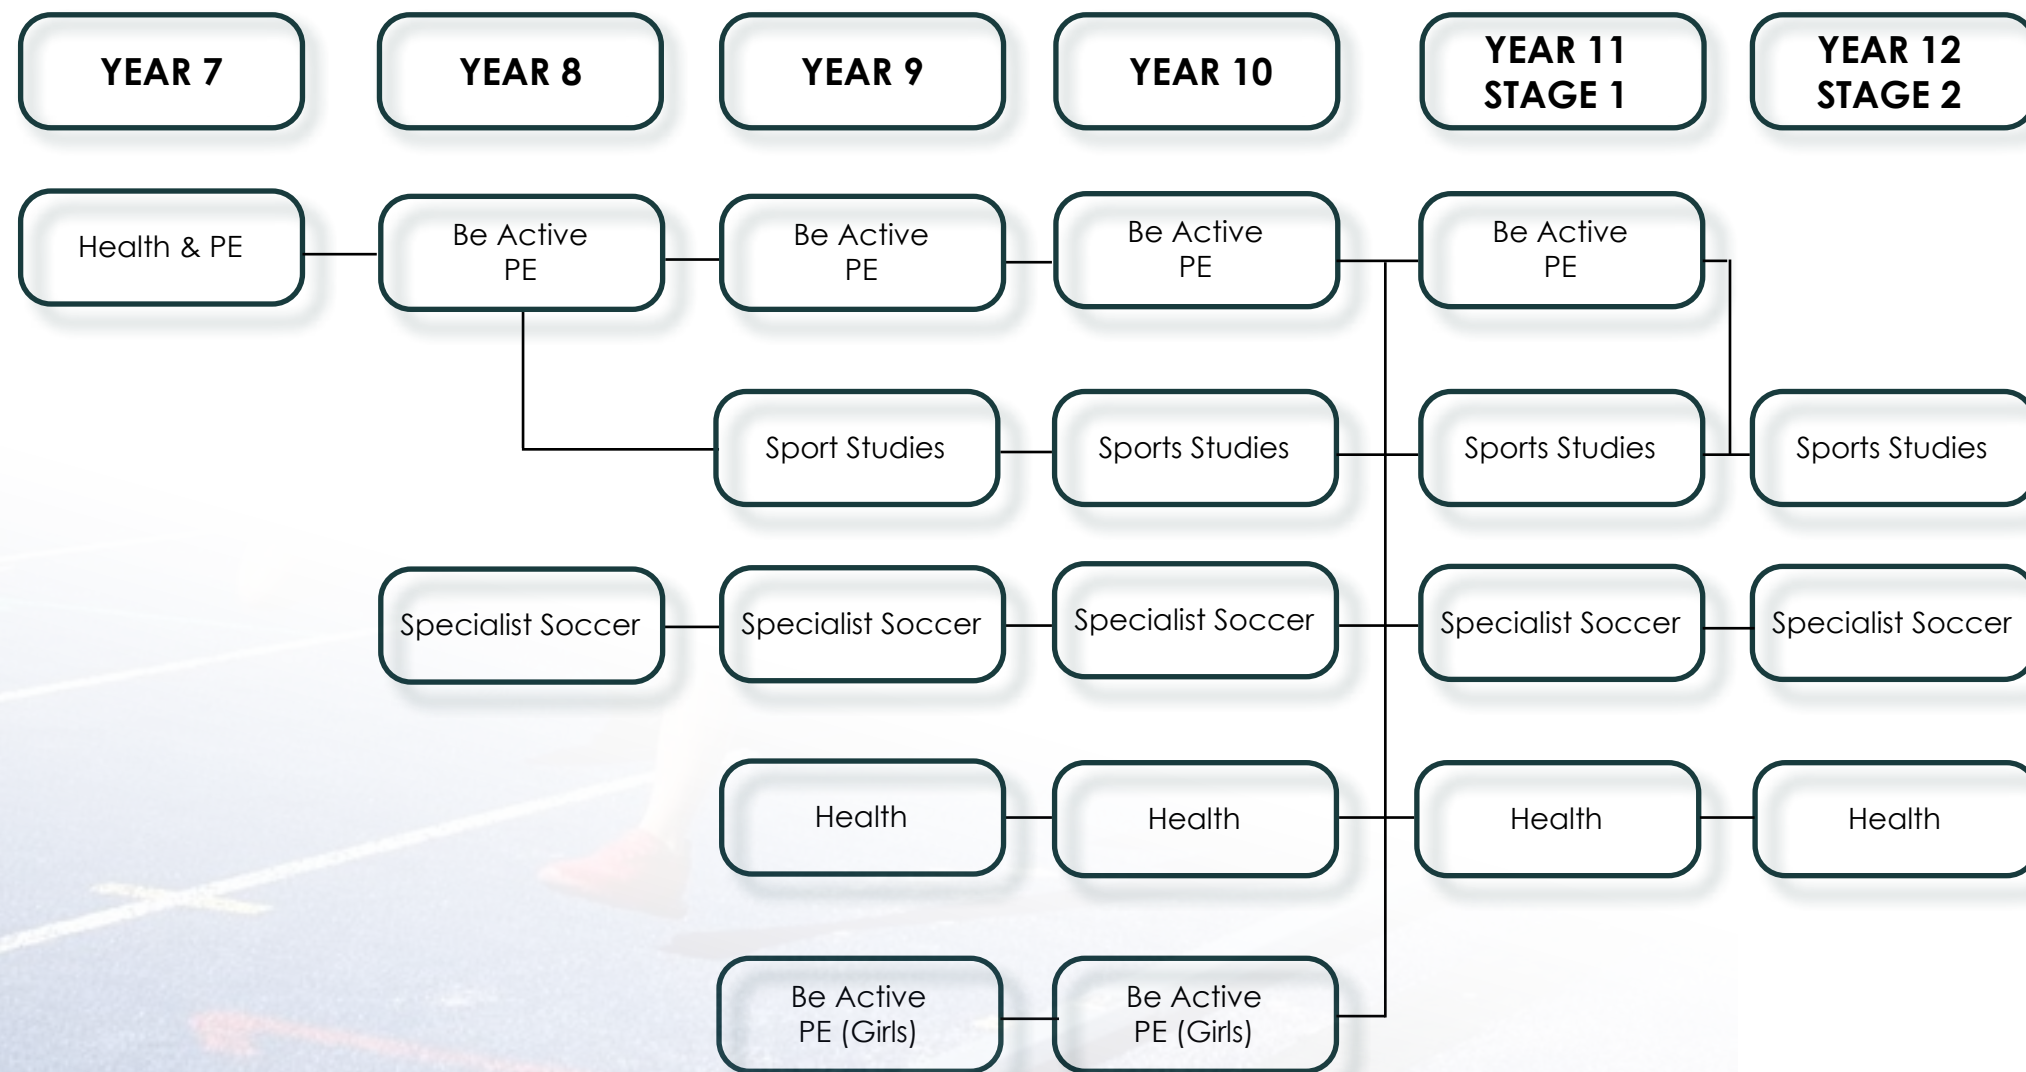 YEAR 7
YEAR 8
YEAR 9
YEAR 10
YEAR 11
STAGE 1
YEAR 12
STAGE 2
Health & PE
Be Active
PE
Be Active
PE
Be Active
PE
Be Active
PE
Sport Studies
Sports Studies
Sports Studies
Sports Studies
Specialist Soccer
Specialist Soccer
Specialist Soccer
Specialist Soccer
Specialist Soccer
Health
Health
Health
Health
Be Active
PE (Girls)
Be Active
PE (Girls)